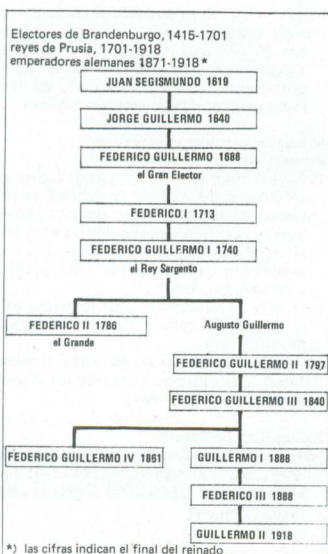 Electores de Brandenburgo, 1415-1701
reyes de Prusia, 1701-1918
emperadores alemanes 1871-1918 *
JUAN SEGISMUNDO 1619
JORGE GUILLERMO 1640
FEDERICO GUILLERMO 1688
el Gran Elector
FEDERICO I 1713
FEDERICO GUILLERMO I 1740
el Rey Sargento
FEDERICO II 1786
el Grande
Augusto Guillermo
FEDERICO GUILLERMO II 1797
FEDERICO GUILLERMO III 1840
FEDERICO GUILLERMO IV 1861
GUILLERMO I 1888
FEDERICO III 1888
GUILLERMO II 1918
*) las cifras indican el final del reinado